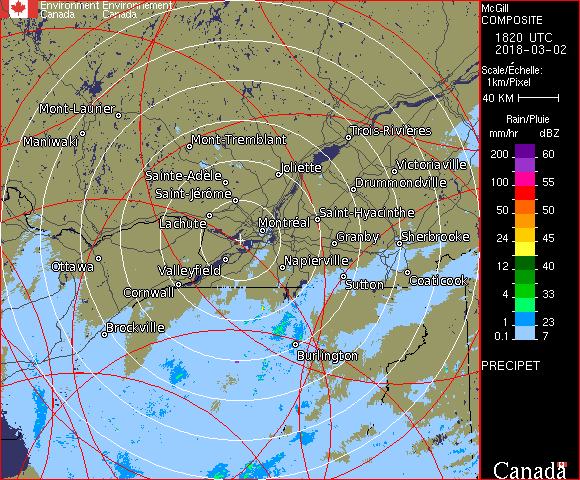 Environment Environnement
Canada Canada
McGill
COMPOSITE
1820 UTC
2018-03-02
Scale/Échelle:
1km/Pixel
40 KM
Rain/Pluie
mm/hr dBZ
200 60
100 55
50 50
24 45
12 40
4 33
1 23
0.1 7
PRECIPET
Canada
Mont-Laurier
Maniwaki
Mont-Tremblant
Trois-Rivières
Sainte-Adèle
Joliette
Victoriaville
Saint-Jérôme
Drummondville
Lachute
Montréal
Saint-Hyacinthe
Granby
Sherbrooke
Ottawa
Valleyfield
Napierville
Cornwall
Sutton
Coaticook
Brockville
Burlington